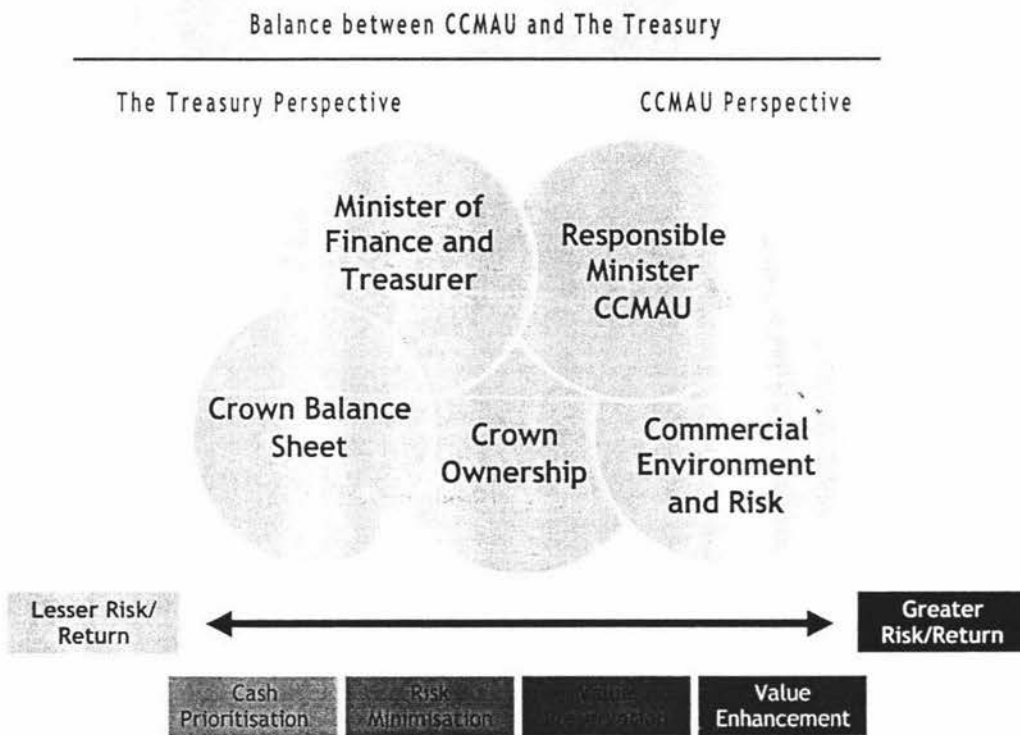 Balance between CCMAU and The Treasury
The Treasury Perspective
CCMAU Perspective
Minister of
Finance and
Treasurer
Responsible
Minister
CCMAU
Crown Balance
Sheet
Crown
Ownership
Commercial
Environment
and Risk
Lesser Risk/
Return
Greater
Risk/Return
Cash
Prioritisation
Risk
Minimisation
Value
Preservation
Value
Enhancement